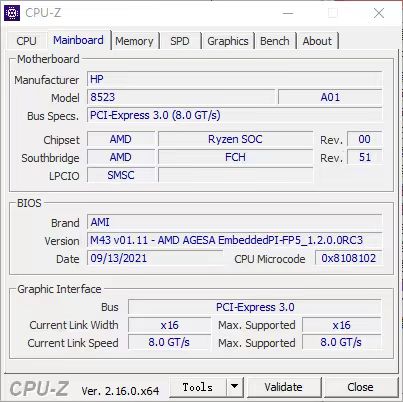 CPU-Z
CPU Mainboard Memory SPD Graphics Bench About
Motherboard
Manufacturer HP
Model 8523 A01
Bus Specs. PCI-Express 3.0 (8.0 GT/s)
Chipset AMD Ryzen SOC Rev. 00
Southbridge AMD FCH Rev. 51
LPCIO SMSC
BIOS
Brand AMI
Version M43 v01.11 - AMD AGESA EmbeddedPI-FP5_1.2.0.0RC3
Date 09/13/2021 CPU Microcode 0x8108102
Graphic Interface
Bus PCI-Express 3.0
Current Link Width x16 Max. Supported x16
Current Link Speed 8.0 GT/s Max. Supported 8.0 GT/s
CPU-Z Ver. 2.16.0.x64 Tools Validate Close